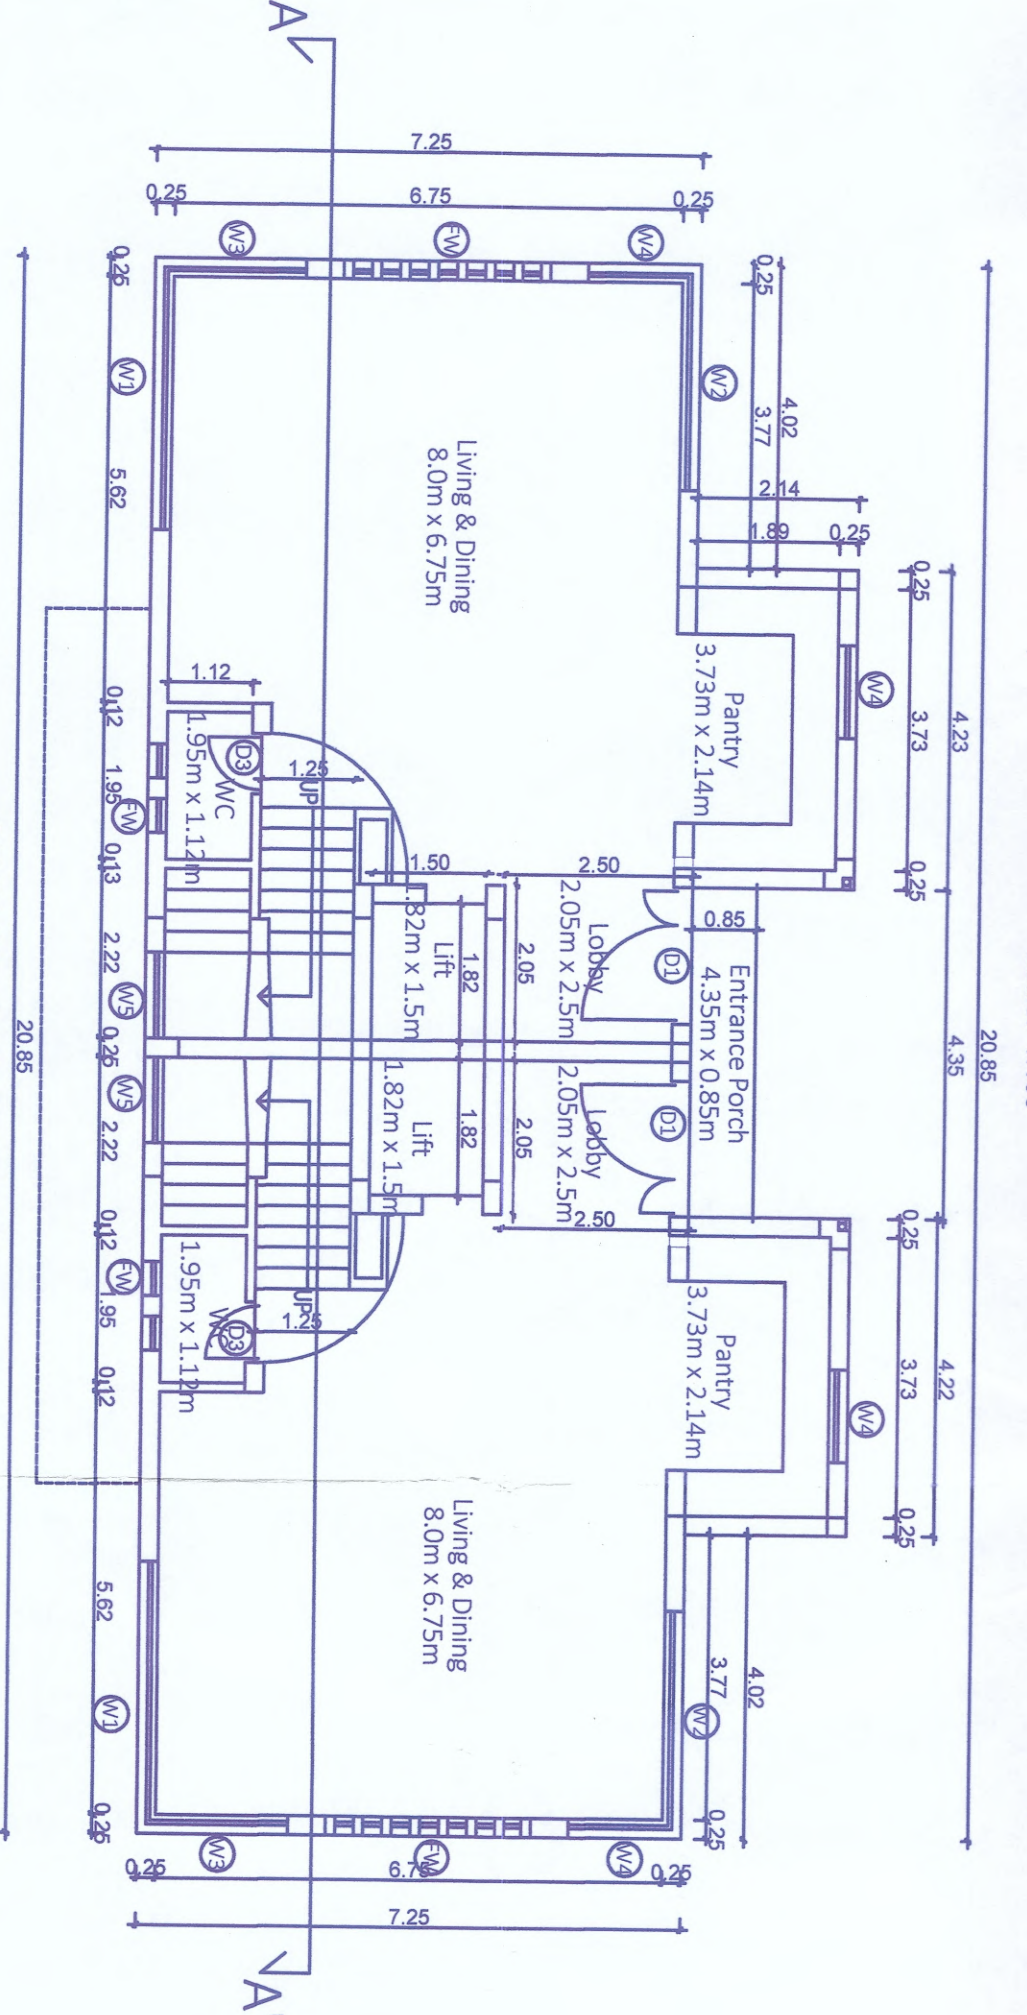 A
7.25
0.25
6.75
0.25
W3
FW
W4
0.25
W1
5.62
0.12
1.95
FW
0.13
2.22
W5
0.25
W5
2.22
0.12
FW
1.95
0.12
5.62
W1
0.25
20.85
20.85
W2
0.25
3.77
4.02
2.14
1.89
0.25
0.25
3.73
4.23
W4
0.25
4.35
Living & Dining
8.0m x 6.75m
Pantry
3.73m x 2.14m
1.12
D3
WC
1.95m x 1.12m
1.25
UP
1.50
2.50
Lift
1.82m x 1.5m
1.82
2.05
Lobby
2.05m x 2.5m
D1
0.85
Entrance Porch
4.35m x 0.85m
Lift
1.82m x 1.5m
1.82
2.05
Lobby
2.05m x 2.5m
D1
2.50
0.25
3.73
4.22
W4
0.25
Pantry
3.73m x 2.14m
UP
1.25
D3
WC
1.95m x 1.12m
Living & Dining
8.0m x 6.75m
4.02
3.77
W2
0.25
W3
FW
W4
0.25
6.75
0.25
7.25
A